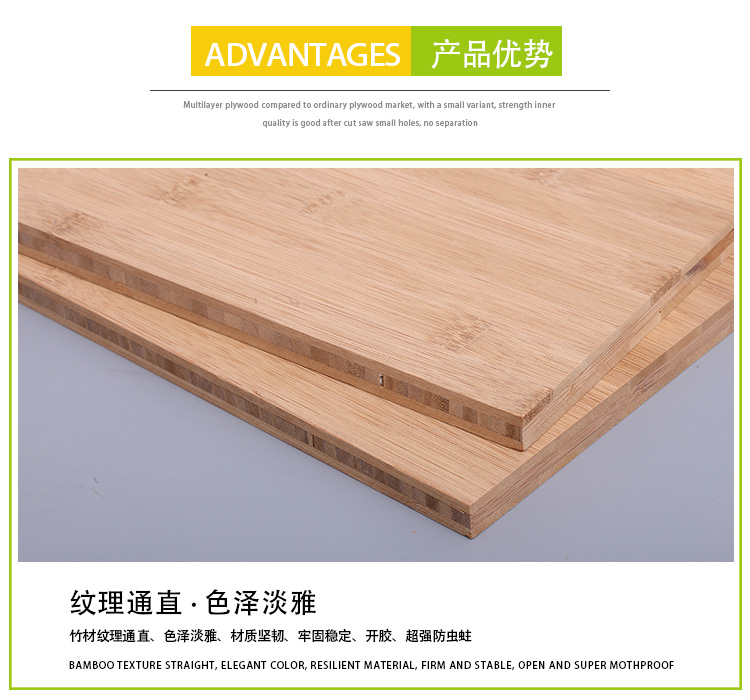 ADVANTAGES 产品优势
Multilayer plywood compared to ordinary plywood market, with a small variant, strength inner
quality is good after cut saw small holes, no separation
纹理通直·色泽淡雅
竹材纹理通直、色泽淡雅、材质坚韧、牢固稳定、开胶、超强防虫蛀
BAMBOO TEXTURE STRAIGHT, ELEGANT COLOR, RESILIENT MATERIAL, FIRM AND STABLE, OPEN AND SUPER MOTHPROOF